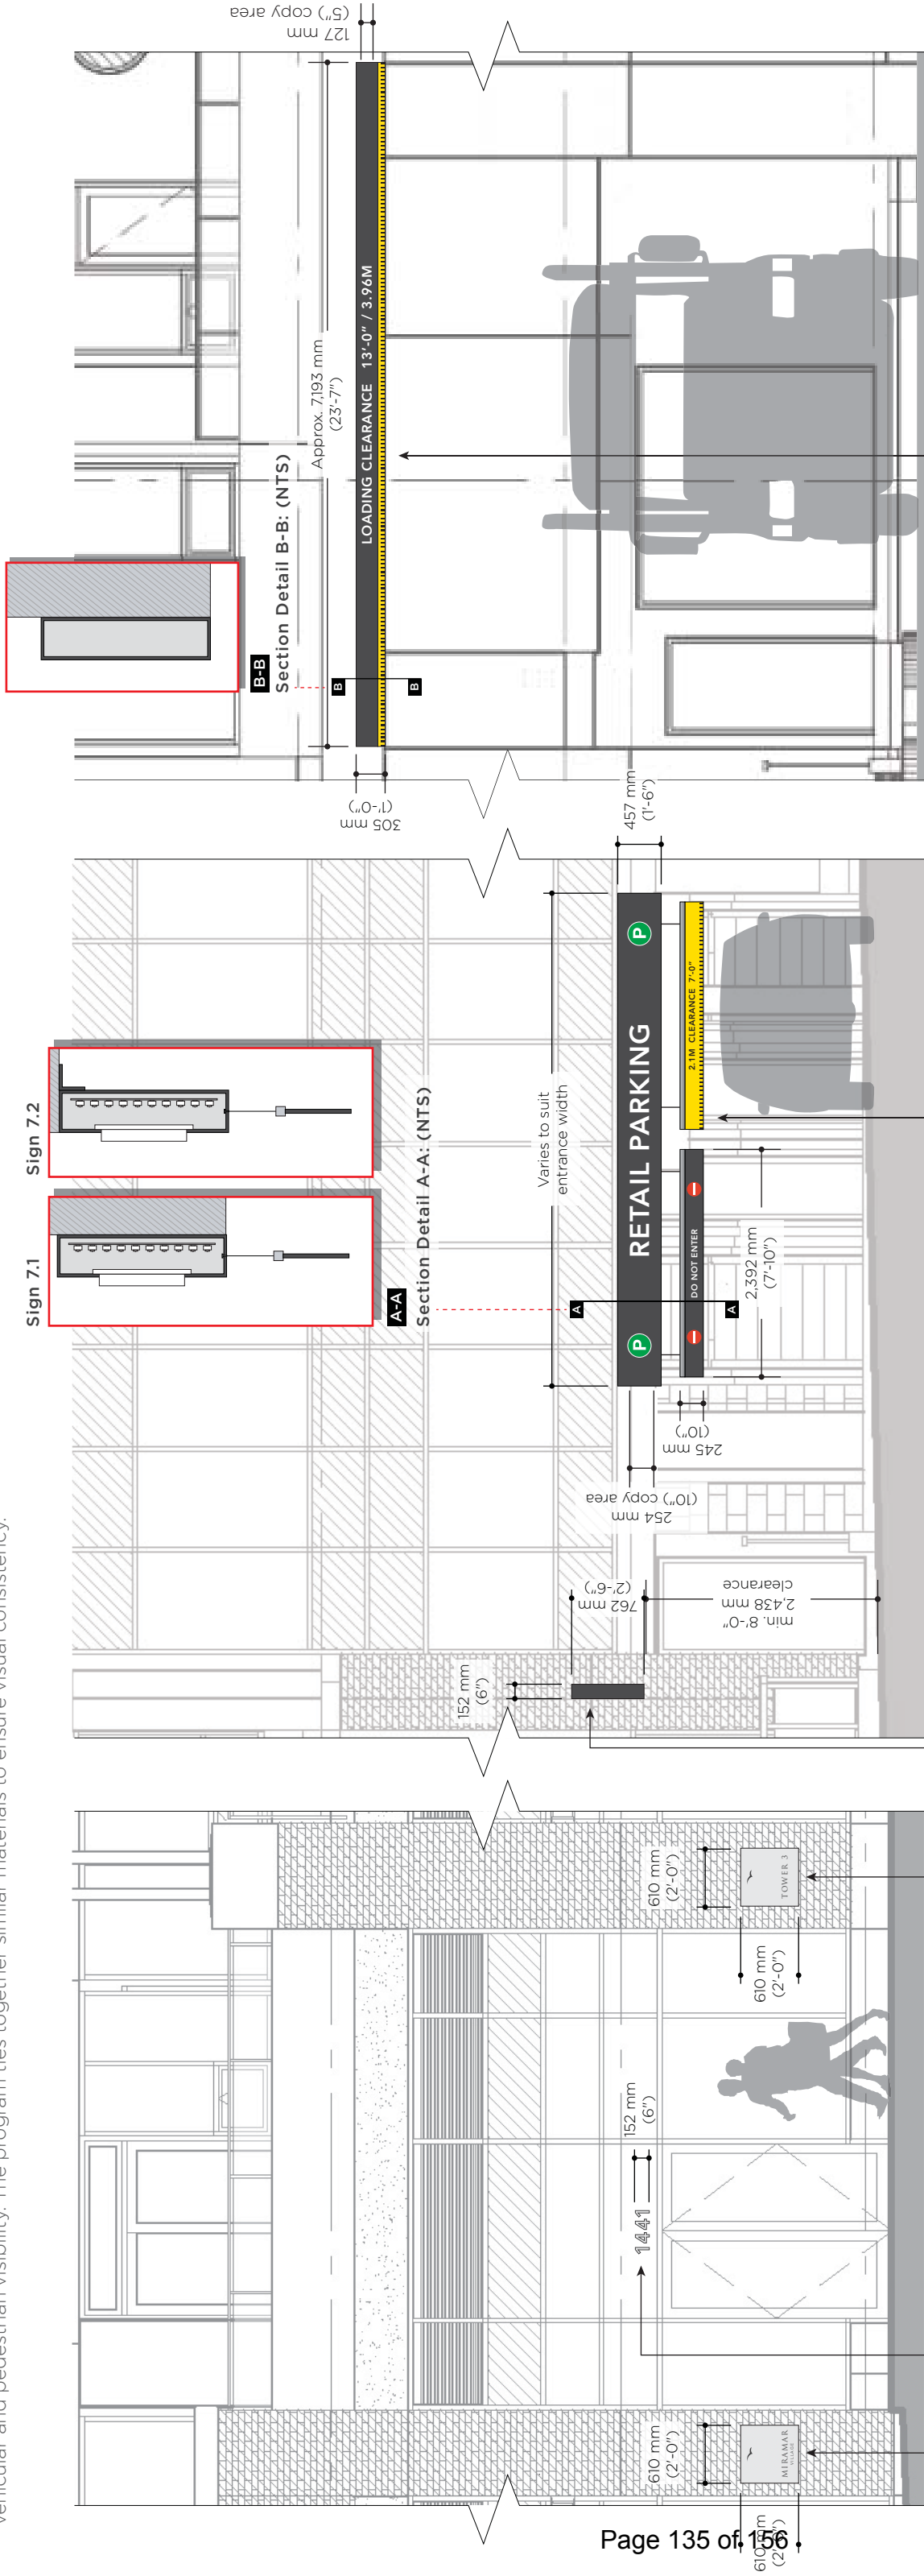 vehicular and pedestrian visibility. The program ties together similar materials to ensure visual consistency.
610 mm
(2'-0")
610 mm
(2'-0")
MIRAMAR
VILLAGE
1441
152 mm
(6")
610 mm
(2'-0")
610 mm
(2'-0")
TOWER 3
152 mm
(6")
762 mm
(2'-6")
min. 8'-0"
2,438 mm
clearance
Sign 7.1
Sign 7.2
A-A
Section Detail A-A: (NTS)
Varies to suit
entrance width
A
P RETAIL PARKING P
254 mm
(10") copy area
457 mm
(1'-6")
245 mm
(10")
DO NOT ENTER
2.1M CLEARANCE 7'-0"
A
2,392 mm
(7'-10")
B-B
Section Detail B-B: (NTS)
Approx. 7,193 mm
(23'-7")
127 mm
(5") copy area
B
LOADING CLEARANCE 13'-0" / 3.96M
305 mm
(1'-0")
B
Page 135 of 156